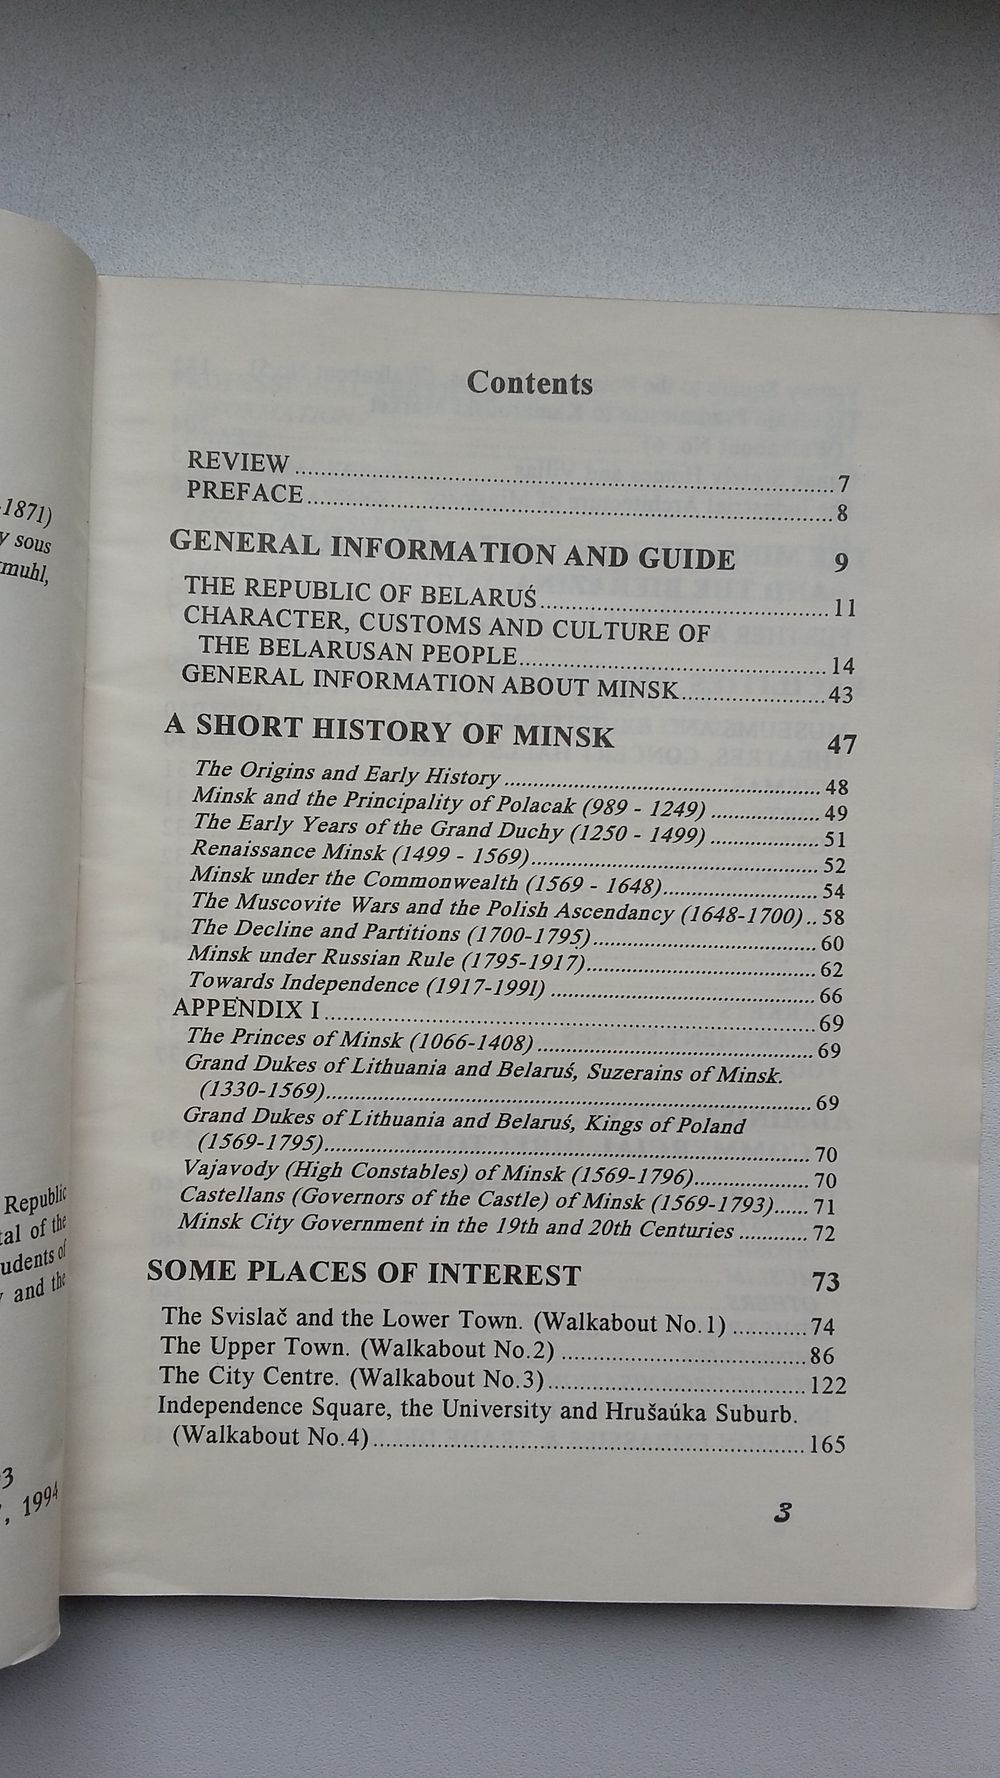 -1871)
y sous
muhl,
Republic
tal of the
udents of
and the
3
, 1994
Contents
REVIEW ........ 7
PREFACE ........ 8
GENERAL INFORMATION AND GUIDE 9
THE REPUBLIC OF BELARUŚ ........ 11
CHARACTER, CUSTOMS AND CULTURE OF
THE BELARUSAN PEOPLE ........ 14
GENERAL INFORMATION ABOUT MINSK ........ 43
A SHORT HISTORY OF MINSK 47
The Origins and Early History ........ 48
Minsk and the Principality of Polacak (989 - 1249) ........ 49
The Early Years of the Grand Duchy (1250 - 1499) ........ 51
Renaissance Minsk (1499 - 1569) ........ 52
Minsk under the Commonwealth (1569 - 1648) ........ 54
The Muscovite Wars and the Polish Ascendancy (1648-1700) .. 58
The Decline and Partitions (1700-1795) ........ 60
Minsk under Russian Rule (1795-1917) ........ 62
Towards Independence (1917-199I) ........ 66
APPENDIX I ........ 69
The Princes of Minsk (1066-1408) ........ 69
Grand Dukes of Lithuania and Belaruś, Suzerains of Minsk.
(1330-1569) ........ 69
Grand Dukes of Lithuania and Belaruś, Kings of Poland
(1569-1795) ........ 70
Vajavody (High Constables) of Minsk (1569-1796) ........ 70
Castellans (Governors of the Castle) of Minsk (1569-1793) ...... 71
Minsk City Government in the 19th and 20th Centuries ........ 72
SOME PLACES OF INTEREST 73
The Svislač and the Lower Town. (Walkabout No.1) ........ 74
The Upper Town. (Walkabout No.2) ........ 86
The City Centre. (Walkabout No.3) ........ 122
Independence Square, the University and Hrušaúka Suburb.
(Walkabout No.4) ........ 165
3